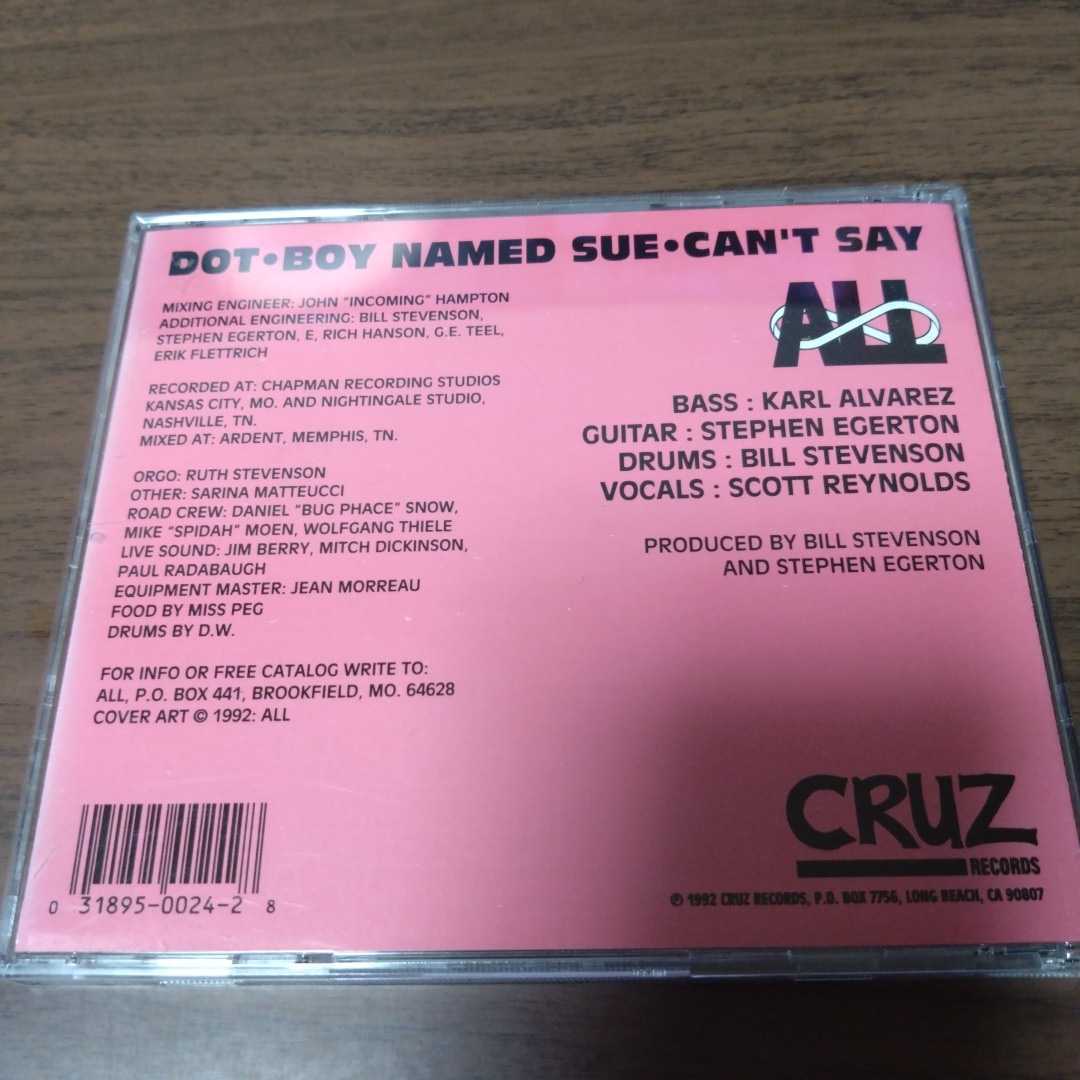 DOT•BOY NAMED SUE•CAN'T SAY
MIXING ENGINEER: JOHN "INCOMING" HAMPTON
ADDITIONAL ENGINEERING: BILL STEVENSON,
STEPHEN EGERTON, E, RICH HANSON, G.E. TEEL,
ERIK FLETTRICH
RECORDED AT: CHAPMAN RECORDING STUDIOS
KANSAS CITY, MO. AND NIGHTINGALE STUDIO,
NASHVILLE, TN.
MIXED AT: ARDENT, MEMPHIS, TN.
ORGO: RUTH STEVENSON
OTHER: SARINA MATTEUCCI
ROAD CREW: DANIEL "BUG PHACE" SNOW,
MIKE "SPIDAH" MOEN, WOLFGANG THIELE
LIVE SOUND: JIM BERRY, MITCH DICKINSON,
PAUL RADABAUGH
EQUIPMENT MASTER: JEAN MORREAU
FOOD BY MISS PEG
DRUMS BY D.W.
FOR INFO OR FREE CATALOG WRITE TO:
ALL, P.O. BOX 441, BROOKFIELD, MO. 64628
COVER ART © 1992: ALL
0 31895-0024-2 8
ALL
BASS : KARL ALVAREZ
GUITAR : STEPHEN EGERTON
DRUMS : BILL STEVENSON
VOCALS : SCOTT REYNOLDS
PRODUCED BY BILL STEVENSON
AND STEPHEN EGERTON
CRUZ
RECORDS
℗ 1992 CRUZ RECORDS, P.O. BOX 7756, LONG BEACH, CA 90807